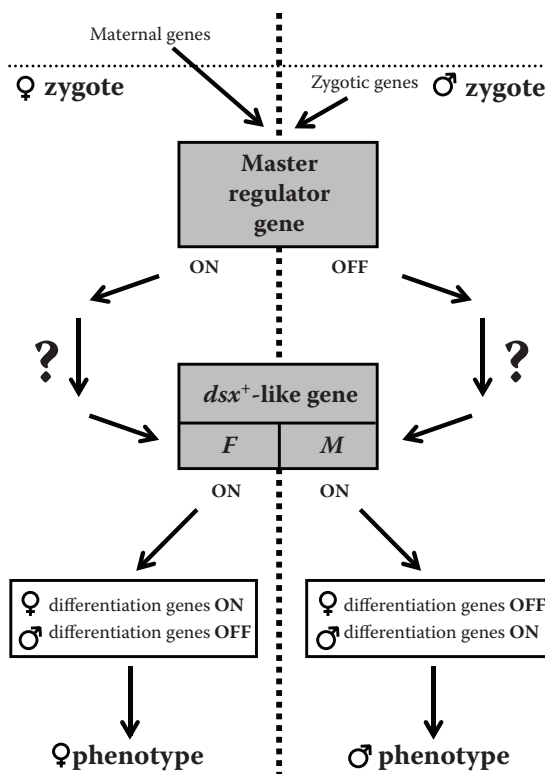 Maternal genes
♀ zygote
Zygotic genes
♂ zygote
Master
regulator
gene
ON
OFF
?
?
dsx⁺-like gene
F
M
ON
ON
♀ differentiation genes ON
♂ differentiation genes OFF
♀ differentiation genes OFF
♂ differentiation genes ON
♀phenotype
♂ phenotype